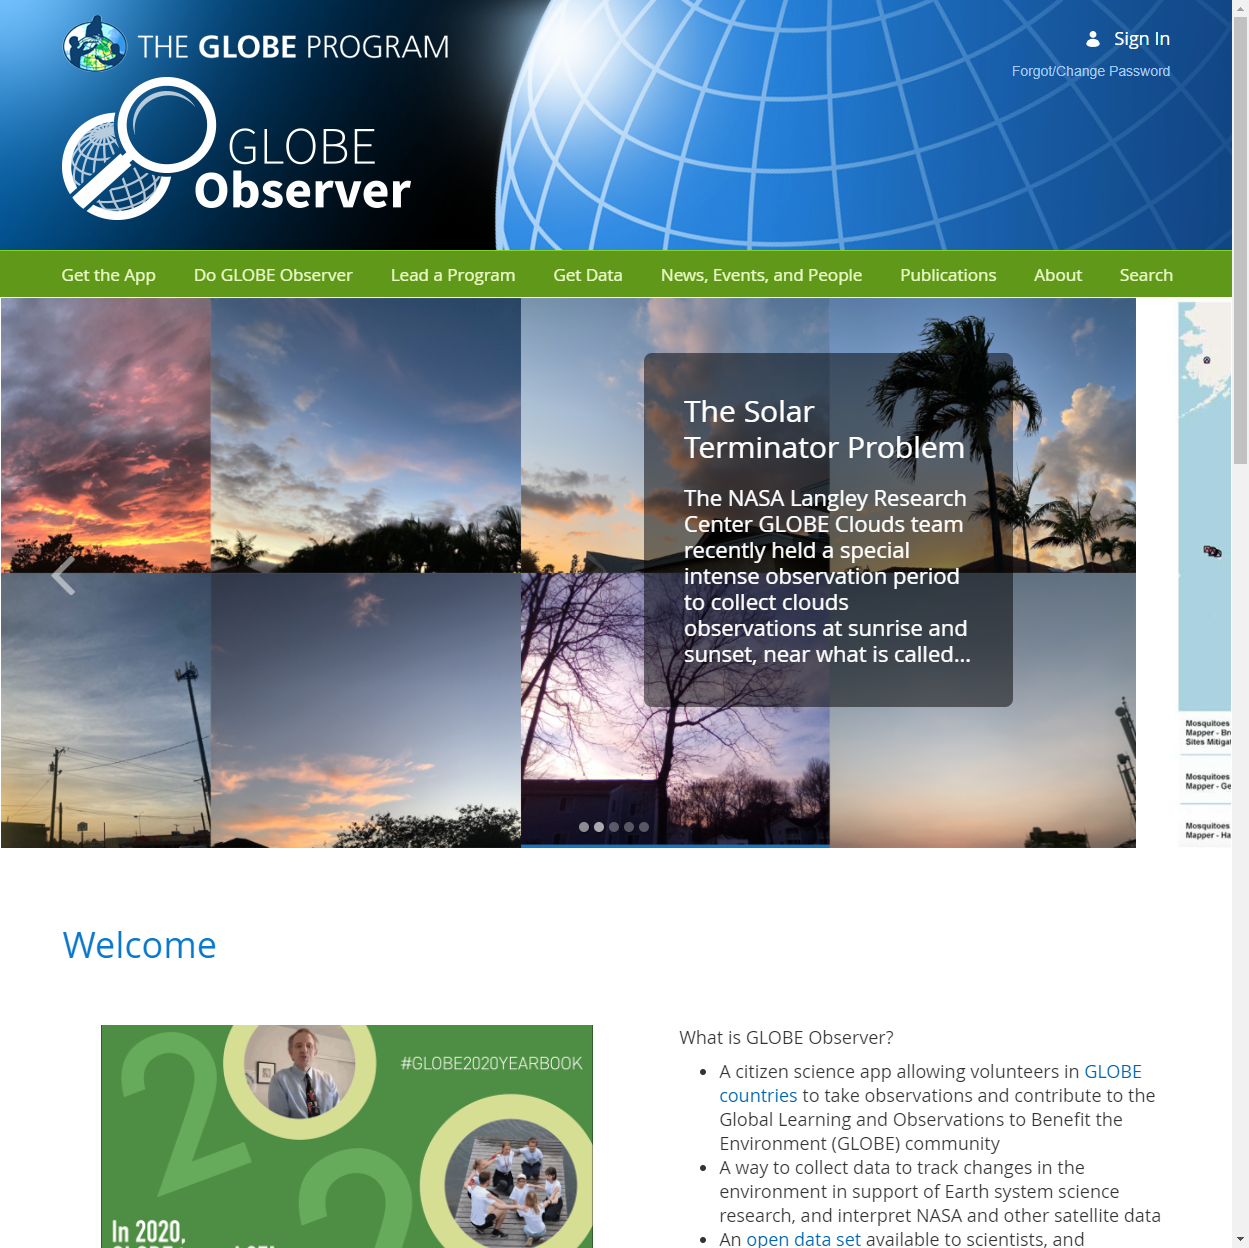 THE GLOBE PROGRAM
Sign In
Forgot/Change Password
GLOBE
Observer
Get the App
Do GLOBE Observer
Lead a Program
Get Data
News, Events, and People
Publications
About
Search
The Solar
Terminator Problem
The NASA Langley Research
Center GLOBE Clouds team
recently held a special
intense observation period
to collect clouds
observations at sunrise and
sunset, near what is called...
Mosquitoes
Mapper - Br
Sites Mitigat
Mosquitoes
Mapper - Ge
Mosquitoes
Mapper - Ha
Welcome
#GLOBE2020YEARBOOK
2
2
In 2020,
What is GLOBE Observer?
A citizen science app allowing volunteers in GLOBE
countries to take observations and contribute to the
Global Learning and Observations to Benefit the
Environment (GLOBE) community
A way to collect data to track changes in the
environment in support of Earth system science
research, and interpret NASA and other satellite data
An open data set available to scientists, and